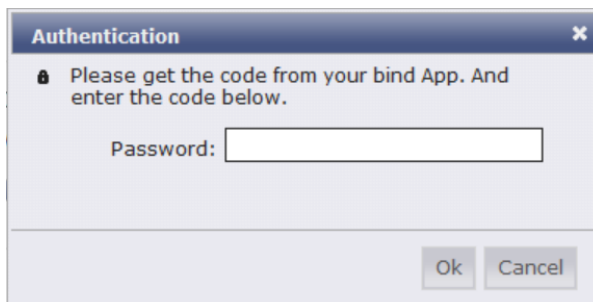 Authentication
Please get the code from your bind App. And
enter the code below.
Password:
Ok Cancel